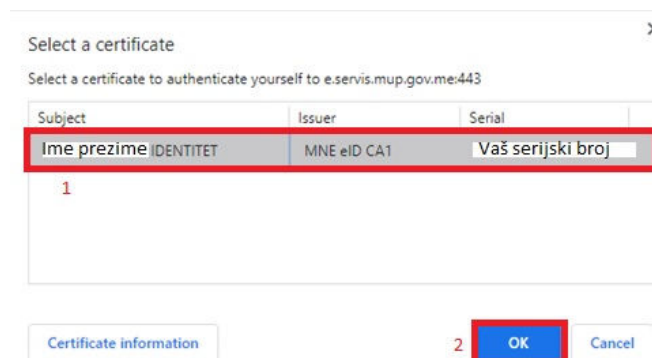 Select a certificate
Select a certificate to authenticate yourself to e.servis.mup.gov.me:443
Subject Issuer Serial
Ime prezime IDENTITET MNE eID CA1 Vaš serijski broj
1
Certificate information 2 OK Cancel